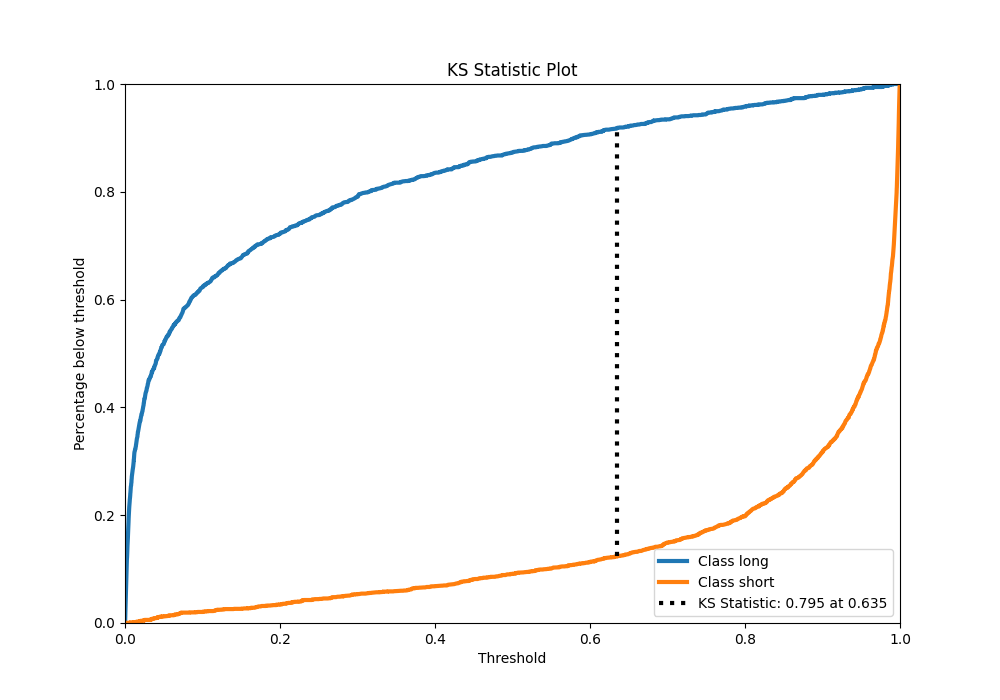 KS Statistic Plot
1.0
0.8
0.6
0.4
0.2
0.0
Percentage below threshold
0.0 0.2 0.4 0.6 0.8 1.0
Threshold
Class long
Class short
KS Statistic: 0.795 at 0.635